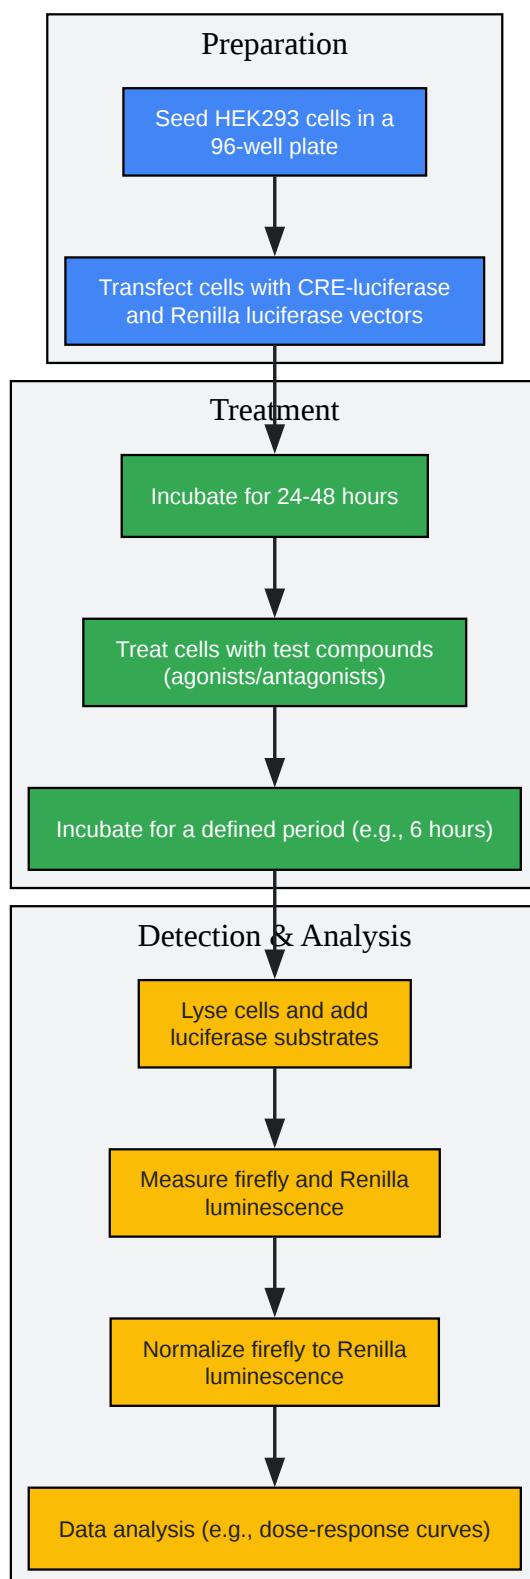 Preparation
Seed HEK293 cells in a
96-well plate
Transfect cells with CRE-luciferase
and Renilla luciferase vectors
Treatment
Incubate for 24-48 hours
Treat cells with test compounds
(agonists/antagonists)
Incubate for a defined period (e.g., 6 hours)
Detection & Analysis
Lyse cells and add
luciferase substrates
Measure firefly and Renilla
luminescence
Normalize firefly to Renilla
luminescence
Data analysis (e.g., dose-response curves)